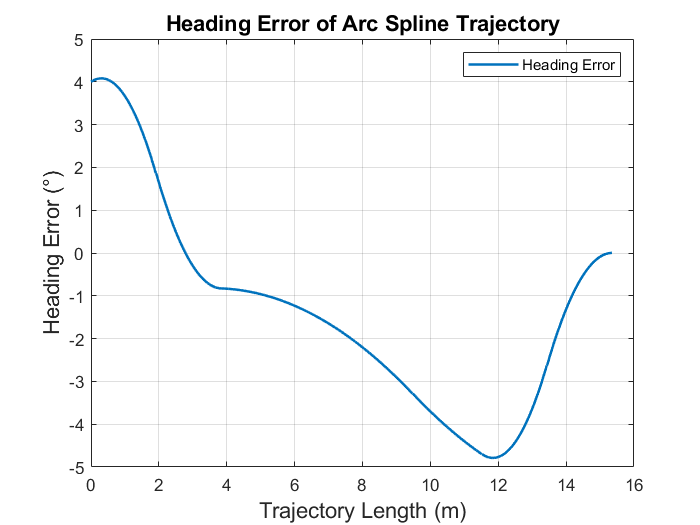 Heading Error of Arc Spline Trajectory
Heading Error
5
4
3
2
1
0
-1
-2
-3
-4
-5
Heading Error (°)
0 2 4 6 8 10 12 14 16
Trajectory Length (m)